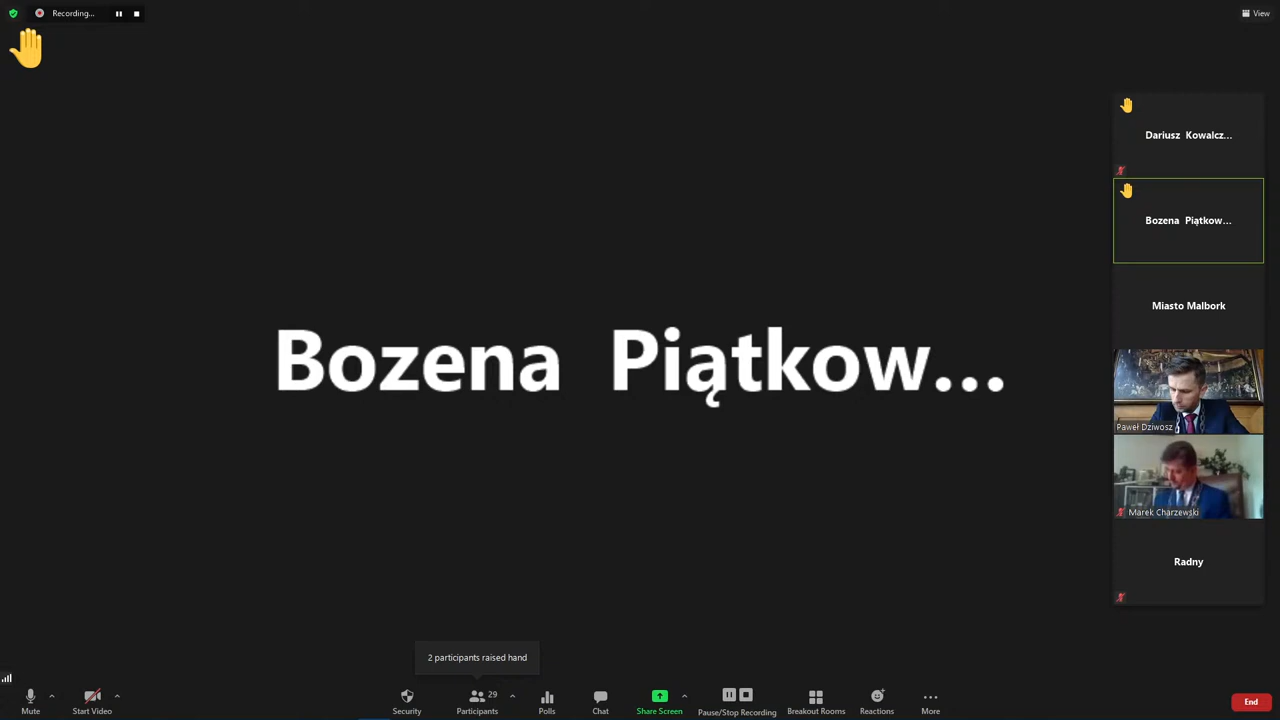 Recording...
View
Dariusz Kowalcz...
Bozena Piątkow...
Miasto Malbork
Bozena Piątkow...
Paweł Dziwosz
Marek Charzewski
Radny
2 participants raised hand
29
Mute
Start Video
Security
Participants
Polls
Chat
Share Screen
Pause/Stop Recording
Breakout Rooms
Reactions
More
End